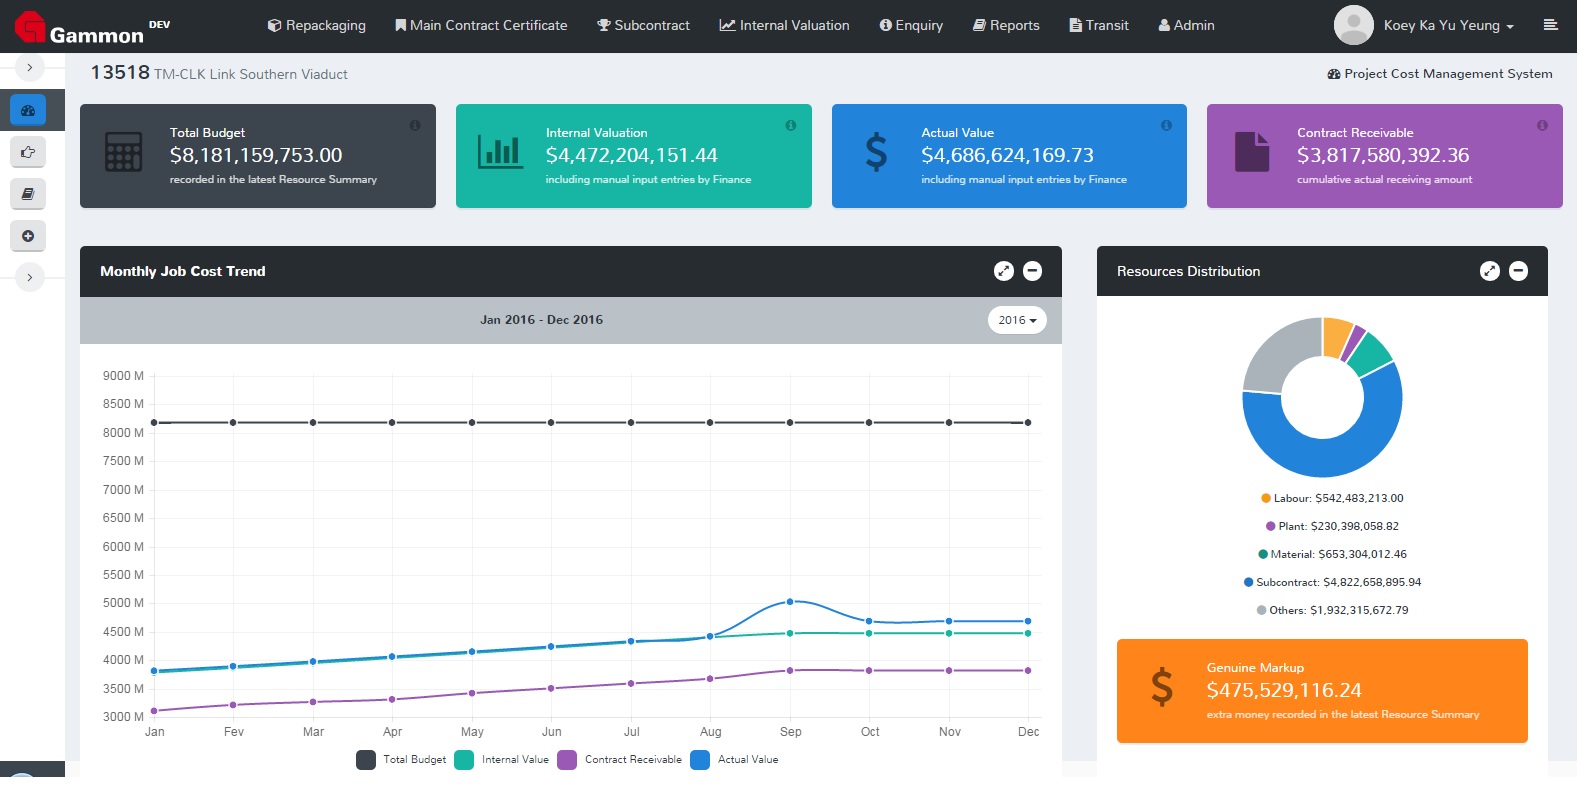 Gammon DEV
Repackaging Main Contract Certificate Subcontract Internal Valuation Enquiry Reports Transit Admin Koey Ka Yu Yeung
13518 TM-CLK Link Southern Viaduct
Project Cost Management System
Total Budget
$8,181,159,753.00
recorded in the latest Resource Summary
Internal Valuation
$4,472,204,151.44
including manual input entries by Finance
Actual Value
$4,686,624,169.73
including manual input entries by Finance
Contract Receivable
$3,817,580,392.36
cumulative actual receiving amount
Monthly Job Cost Trend
Jan 2016 - Dec 2016
2016
9000 M
8500 M
8000 M
7500 M
7000 M
6500 M
6000 M
5500 M
5000 M
4500 M
4000 M
3500 M
3000 M
Jan Fev Mar Apr May Jun Jul Aug Sep Oct Nov Dec
Total Budget Internal Value Contract Receivable Actual Value
Resources Distribution
Labour: $542,483,213.00
Plant: $230,398,058.82
Material: $653,304,012.46
Subcontract: $4,822,658,895.94
Others: $1,932,315,672.79
Genuine Markup
$475,529,116.24
extra money recorded in the latest Resource Summary